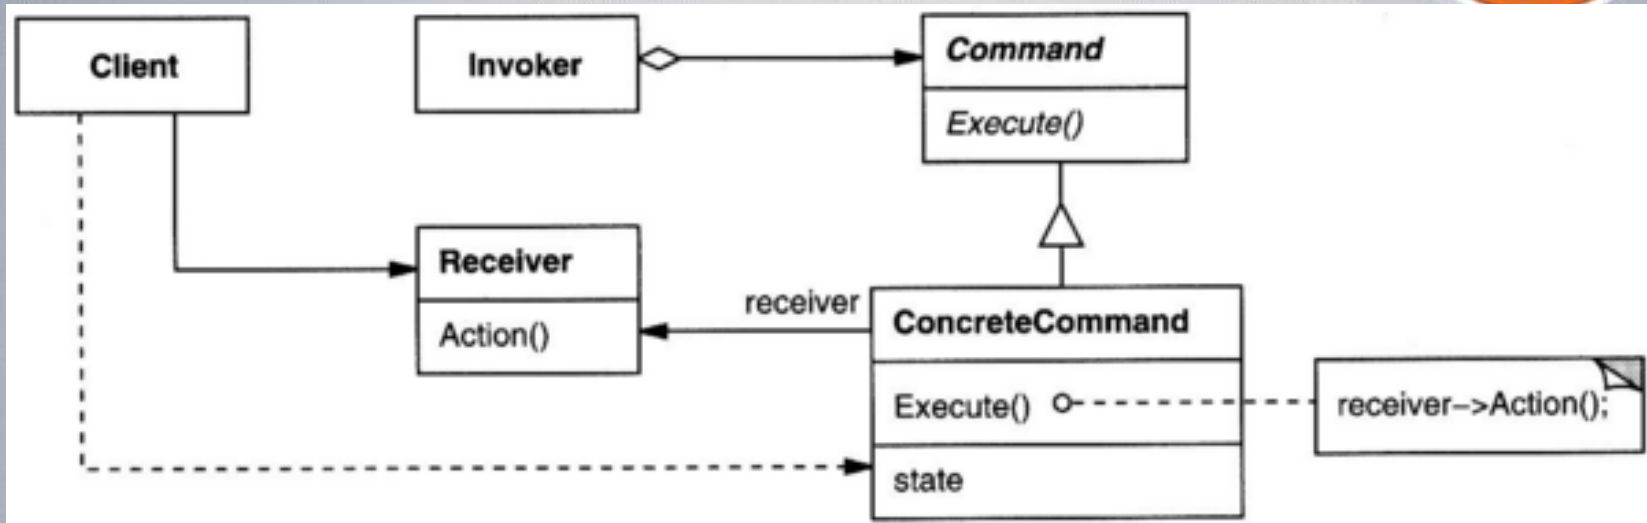 Client
Invoker
Command
Execute()
Receiver
Action()
receiver
ConcreteCommand
Execute()
receiver–>Action();
state